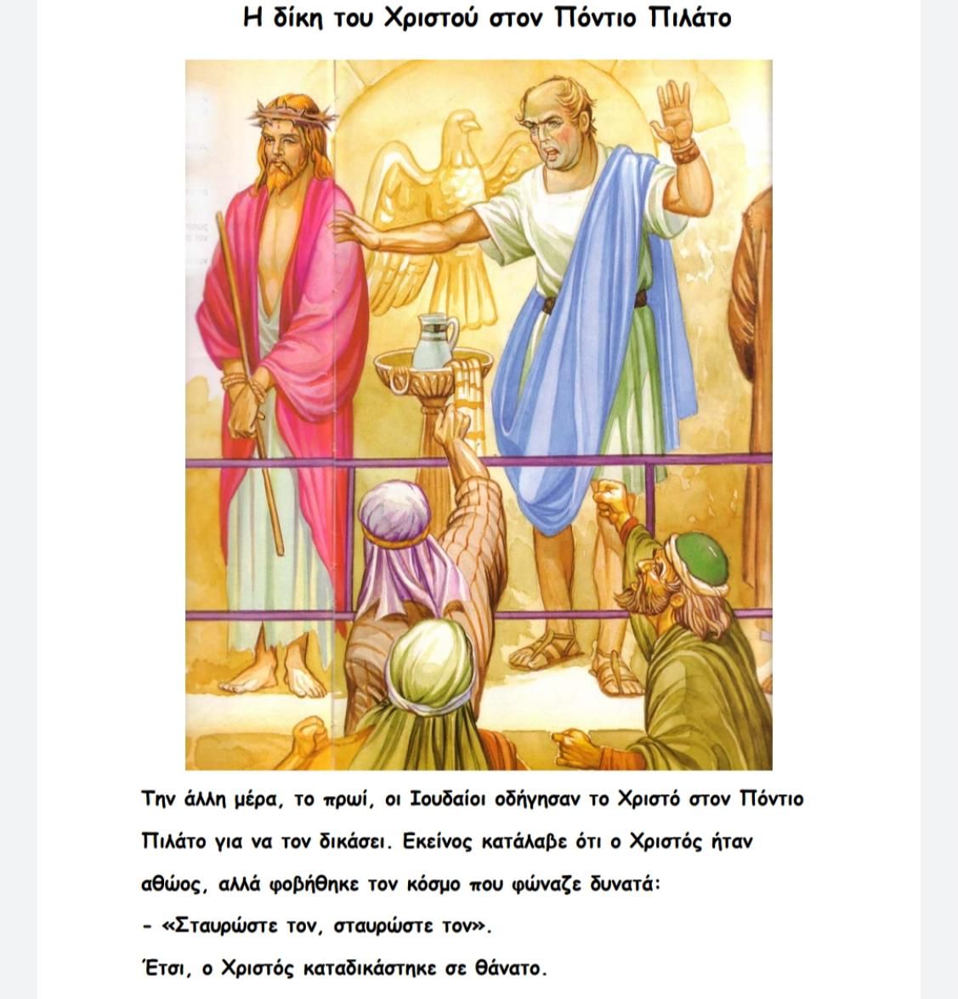 Η δίκη του Χριστού στον Πόντιο Πιλάτο
Την άλλη μέρα, το πρωί, οι Ιουδαίοι οδήγησαν το Χριστό στον Πόντιο
Πιλάτο για να τον δικάσει. Εκείνος κατάλαβε ότι ο Χριστός ήταν
αθώος, αλλά φοβήθηκε τον κόσμο που φώναζε δυνατά:
- «Σταυρώστε τον, σταυρώστε τον».
Έτσι, ο Χριστός καταδικάστηκε σε θάνατο.